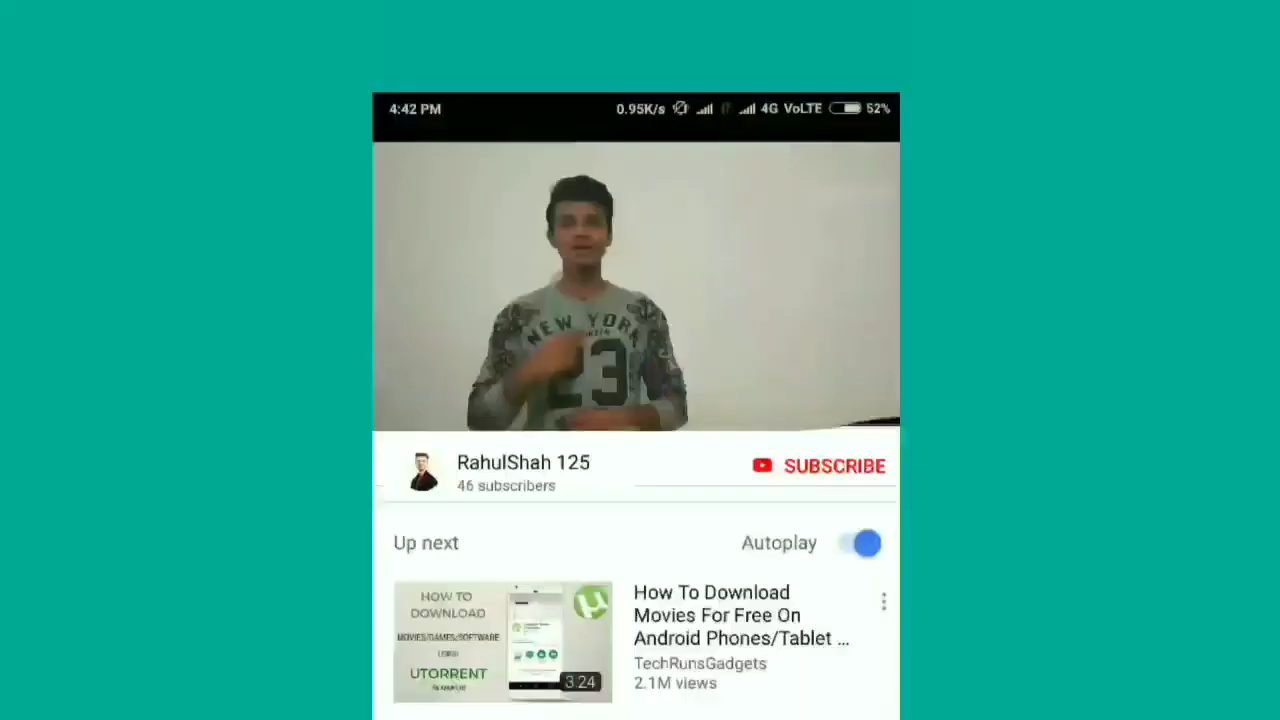 4:42 PM 0.95K/s 4G VoLTE 52%
NEW YORK
23
RahulShah 125
46 subscribers
SUBSCRIBE
Up next
Autoplay
HOW TO
DOWNLOAD
MOVIES/GAMES/SOFTWARE
UTORRENT
3:24
How To Download
Movies For Free On
Android Phones/Tablet ...
TechRunsGadgets
2.1M views